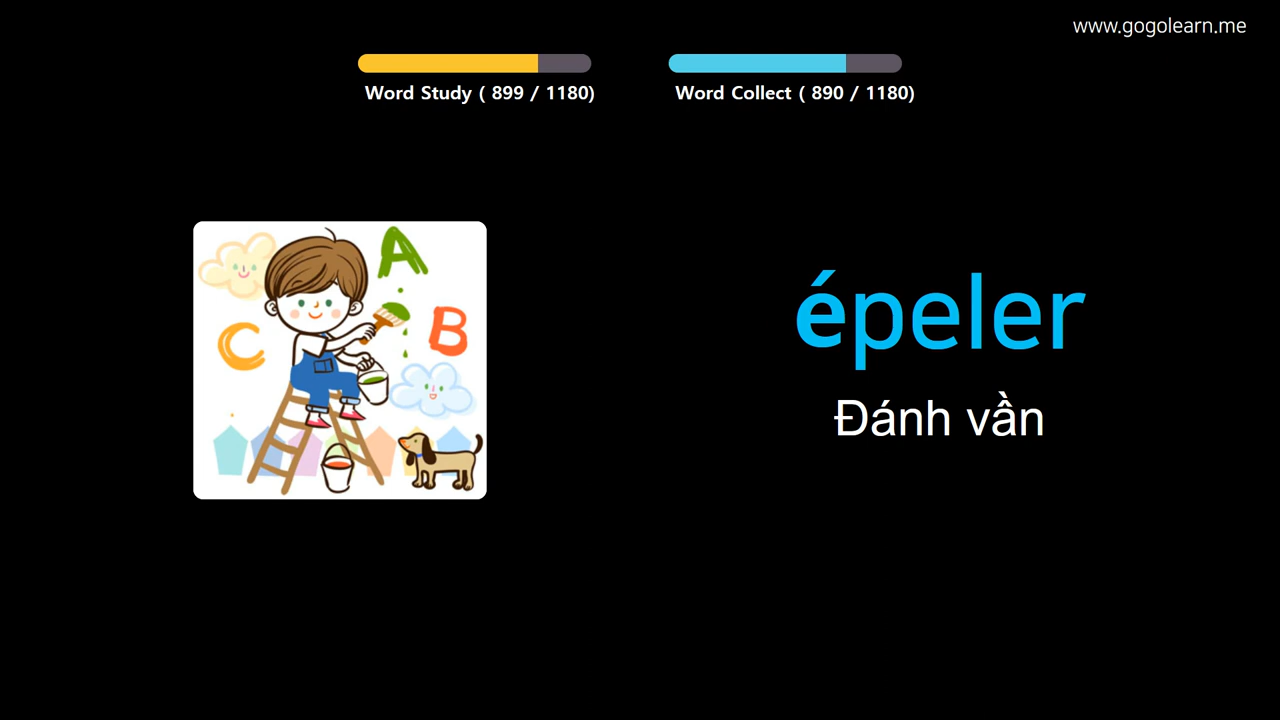 www.gogolearn.me
Word Study ( 899 / 1180)
Word Collect ( 890 / 1180)
A
B
C
épeler
Đánh vần